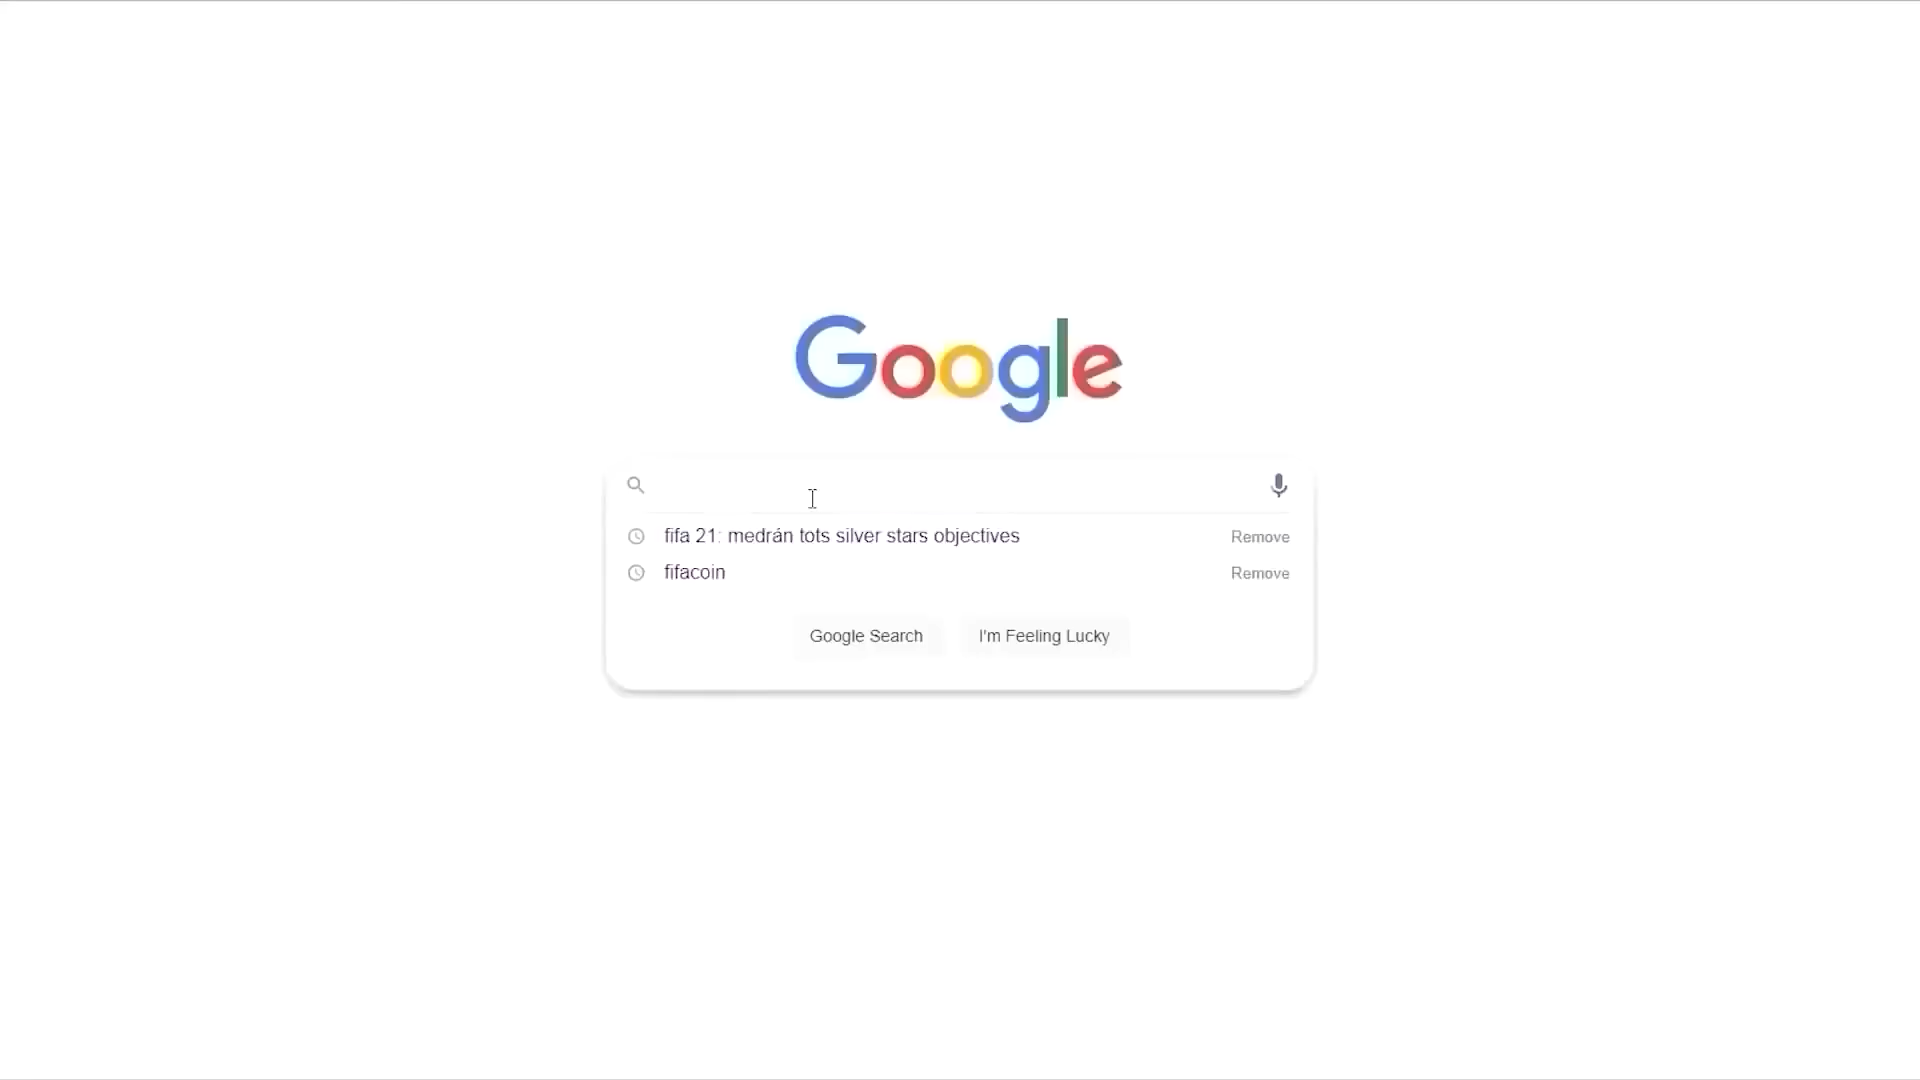 Google
fifa 21: medrán tots silver stars objectives Remove
fifacoin Remove
Google Search I'm Feeling Lucky